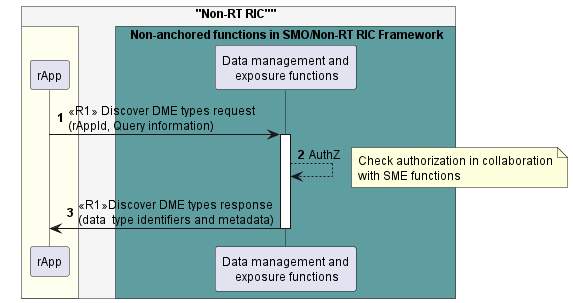 "Non-RT RIC""
Non-anchored functions in SMO/Non-RT RIC Framework
rApp
Data management and
exposure functions
1
«R1» Discover DME types request
(rAppId, Query information)
2 AuthZ
Check authorization in collaboration
with SME functions
3
«R1»Discover DME types response
(data type identifiers and metadata)
rApp
Data management and
exposure functions